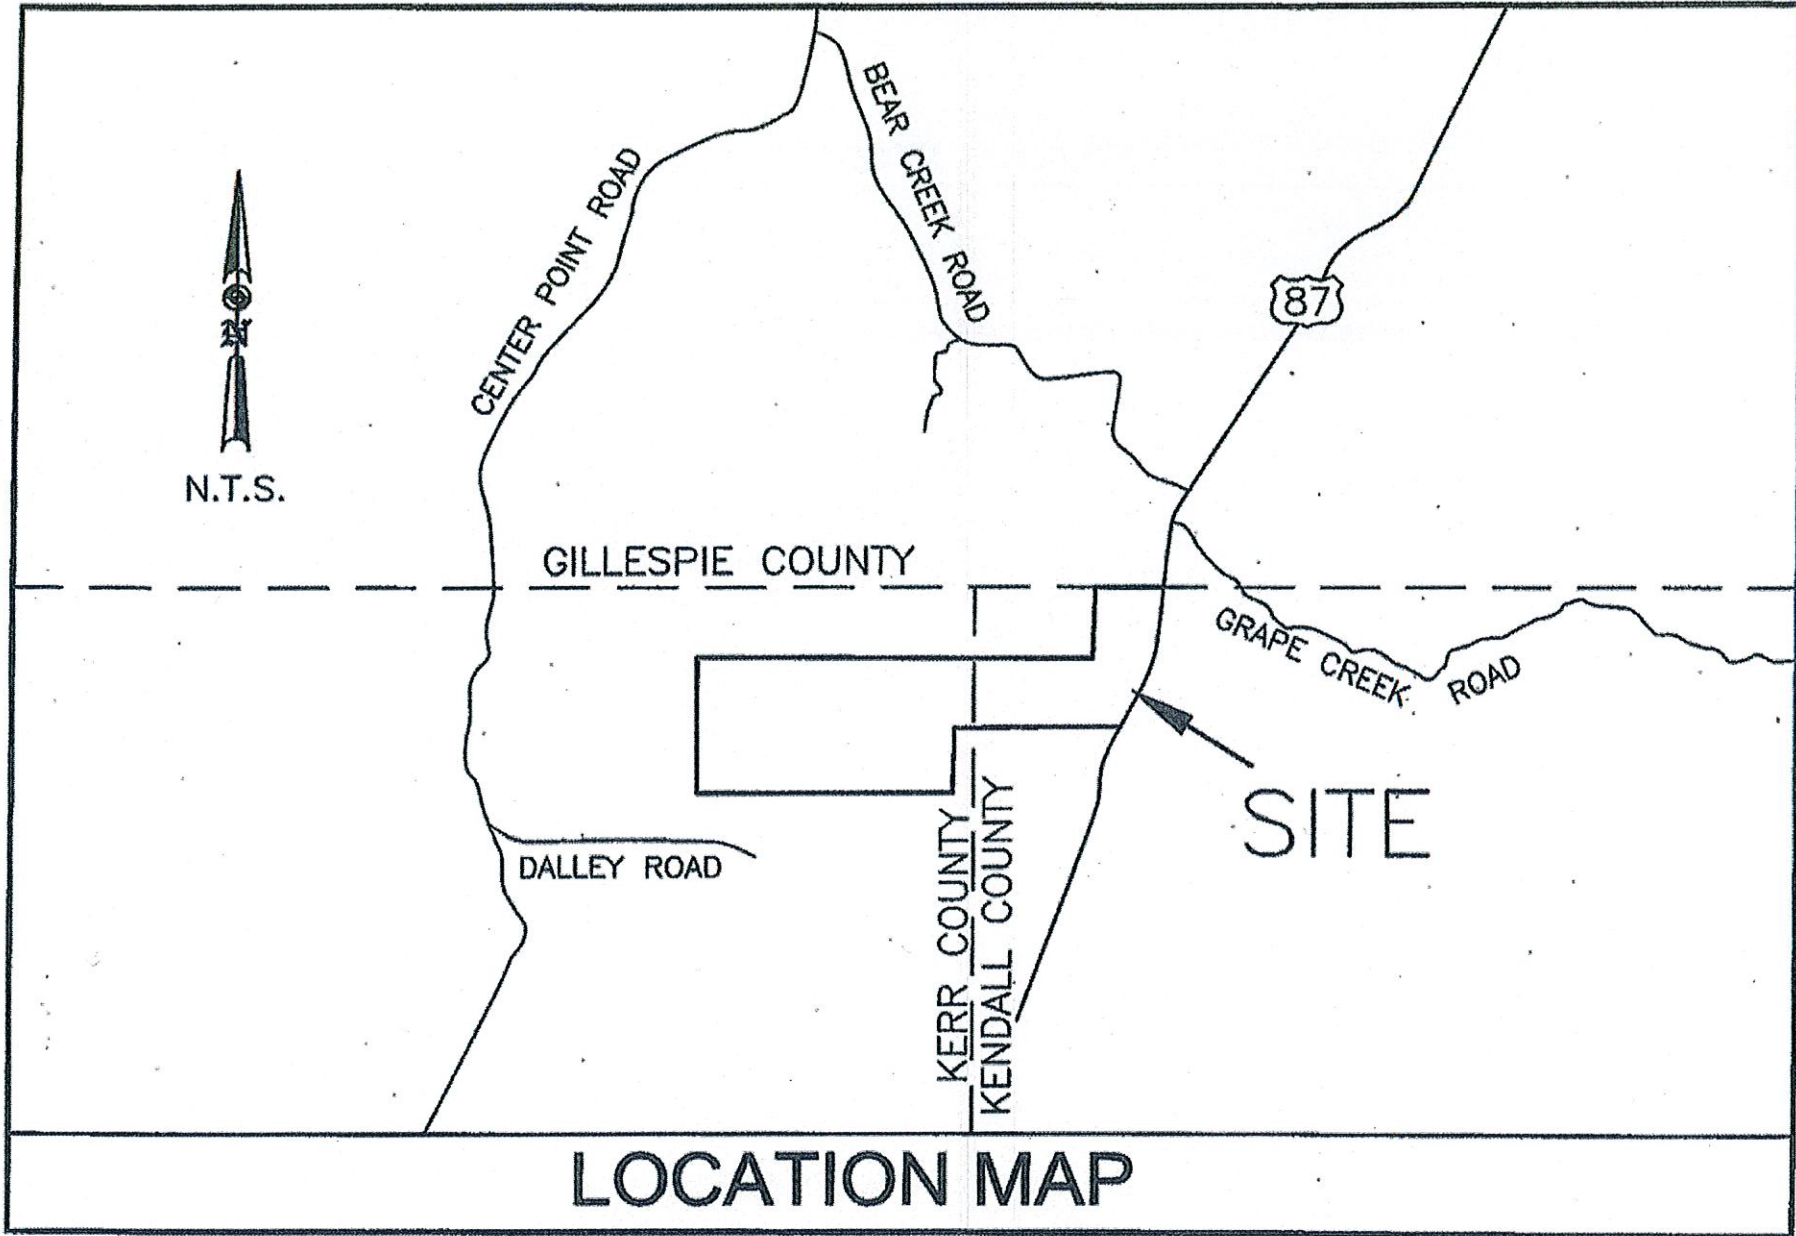 BEAR CREEK ROAD
CENTER POINT ROAD
87
N
N.T.S.
GILLESPIE COUNTY
GRAPE CREEK ROAD
SITE
DALLEY ROAD
KERR COUNTY
KENDALL COUNTY
LOCATION MAP